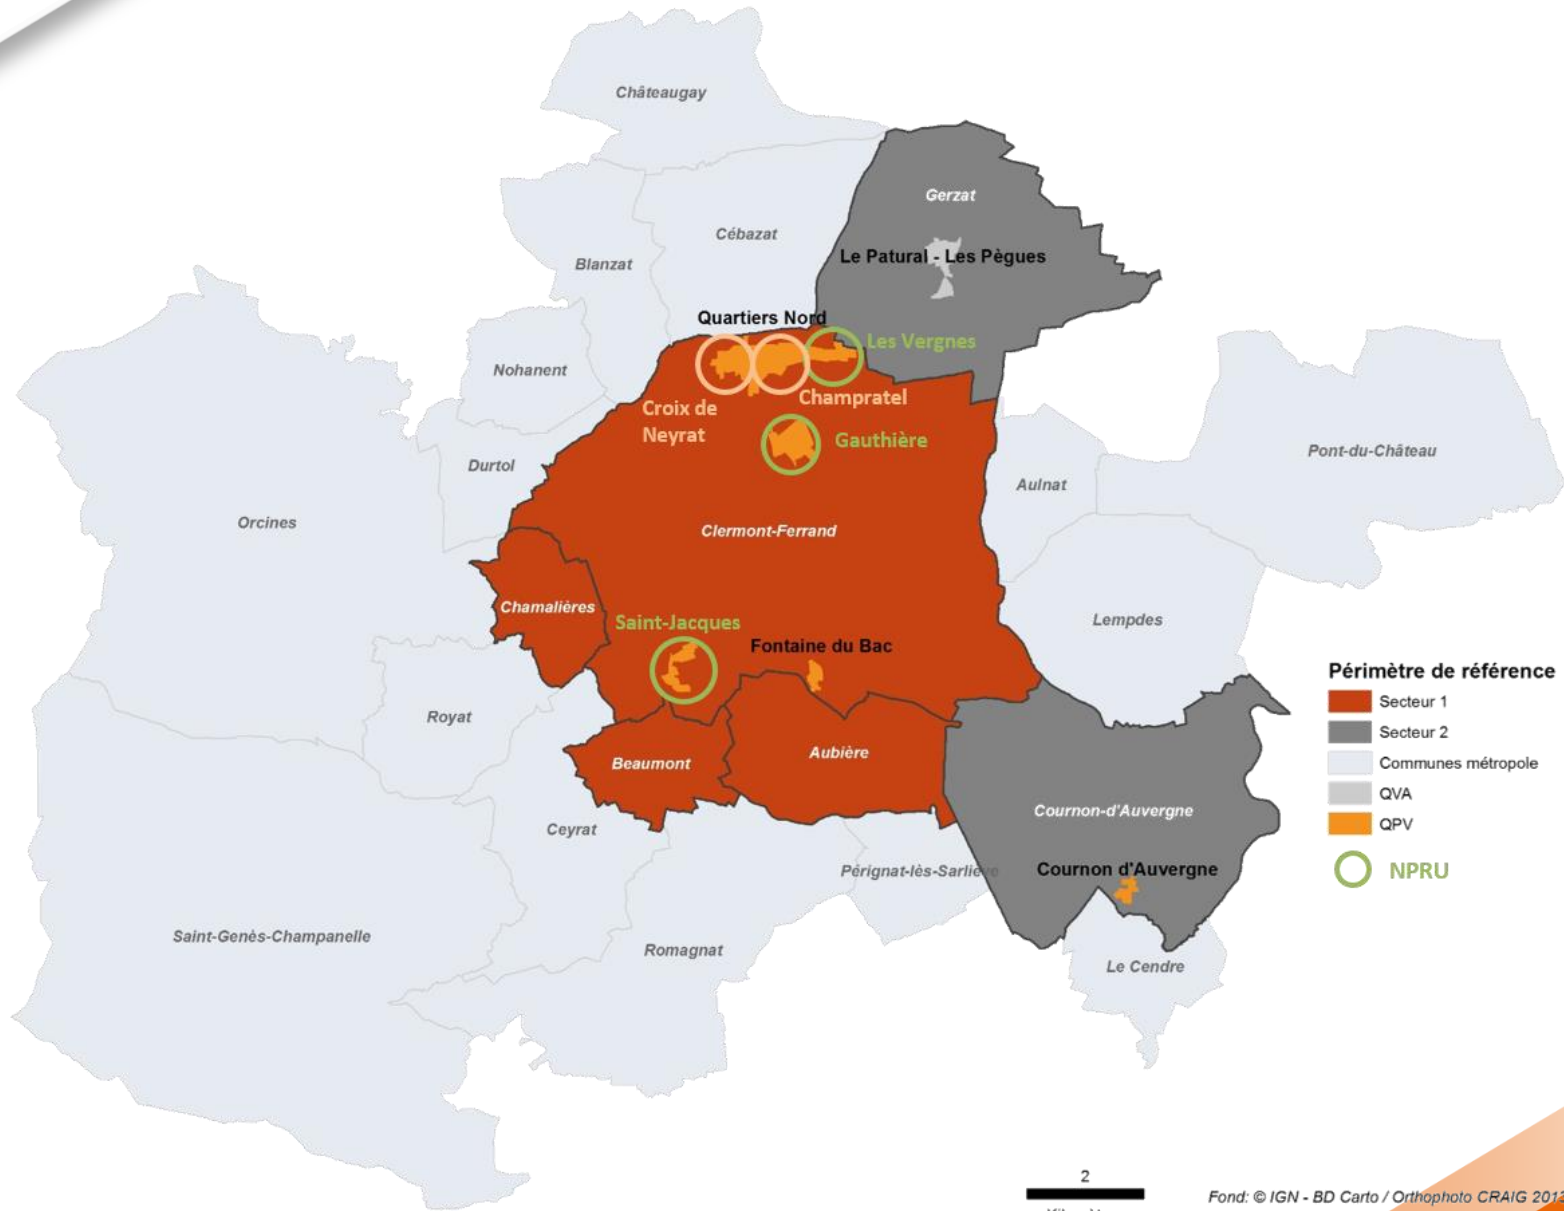 Châteaugay
Gerzat
Cébazat
Le Patural - Les Pègues
Blanzat
Quartiers Nord
Les Vergnes
Nohanent
Champratel
Croix de
Neyrat
Gauthière
Pont-du-Château
Durtol
Aulnat
Orcines
Clermont-Ferrand
Chamalières
Lempdes
Saint-Jacques
Fontaine du Bac
Royat
Aubière
Beaumont
Cournon-d'Auvergne
Ceyrat
Pérignat-lès-Sarliève
Cournon d'Auvergne
Saint-Genès-Champanelle
Romagnat
Le Cendre
Périmètre de référence
Secteur 1
Secteur 2
Communes métropole
QVA
QPV
NPRU
2
Fond: © IGN - BD Carto / Orthophoto CRAIG 2013